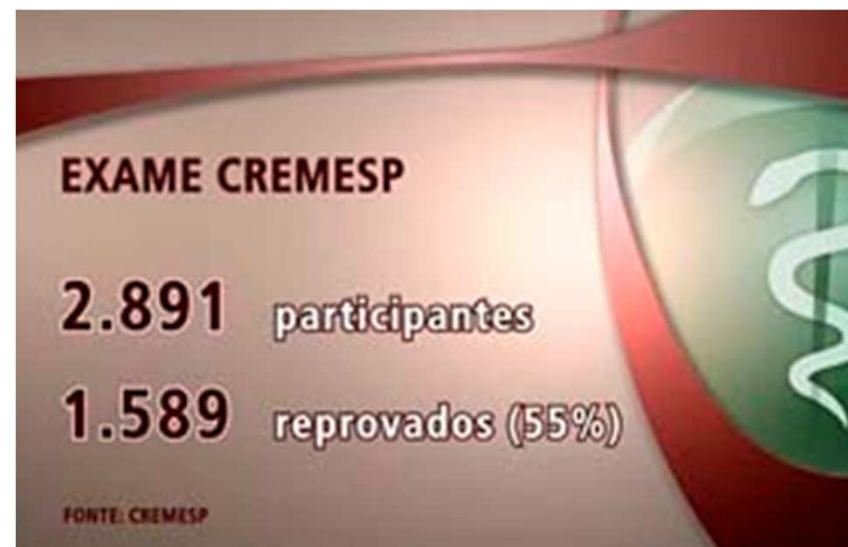 EXAME CREMESP
2.891 participantes
1.589 reprovados (55%)
FONTE: CREMESP